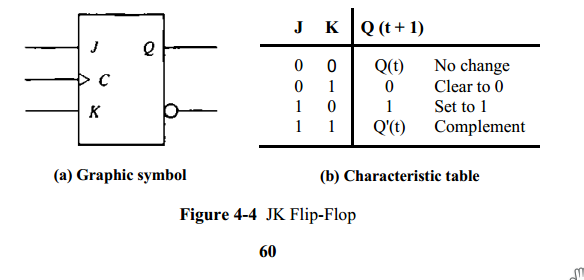 J Q
C
K
(a) Graphic symbol
J K Q (t + 1)
0 0 Q(t) No change
0 1 0 Clear to 0
1 0 1 Set to 1
1 1 Q'(t) Complement
(b) Characteristic table
Figure 4-4 JK Flip-Flop
60